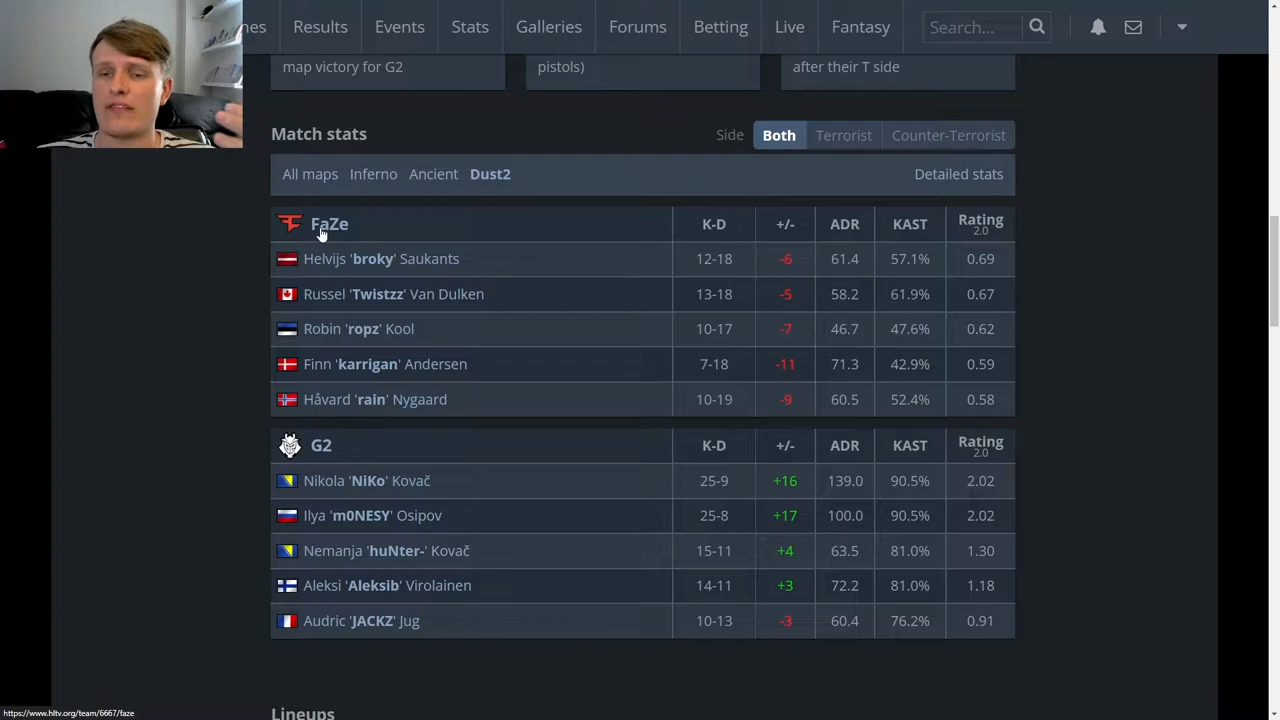 nes Results Events Stats Galleries Forums Betting Live Fantasy Search...
map victory for G2 pistols) after their T side
Match stats Side Both Terrorist Counter-Terrorist
All maps Inferno Ancient Dust2 Detailed stats
FaZe K-D +/- ADR KAST Rating 2.0
Helvijs 'broky' Saukants 12-18 -6 61.4 57.1% 0.69
Russel 'Twistzz' Van Dulken 13-18 -5 58.2 61.9% 0.67
Robin 'ropz' Kool 10-17 -7 46.7 47.6% 0.62
Finn 'karrigan' Andersen 7-18 -11 71.3 42.9% 0.59
Håvard 'rain' Nygaard 10-19 -9 60.5 52.4% 0.58
G2 K-D +/- ADR KAST Rating 2.0
Nikola 'NiKo' Kovač 25-9 +16 139.0 90.5% 2.02
Ilya 'm0NESY' Osipov 25-8 +17 100.0 90.5% 2.02
Nemanja 'huNter-' Kovač 15-11 +4 63.5 81.0% 1.30
Aleksi 'Aleksib' Virolainen 14-11 +3 72.2 81.0% 1.18
Audric 'JACKZ' Jug 10-13 -3 60.4 76.2% 0.91
Lineups
https://www.hltv.org/team/6667/faze